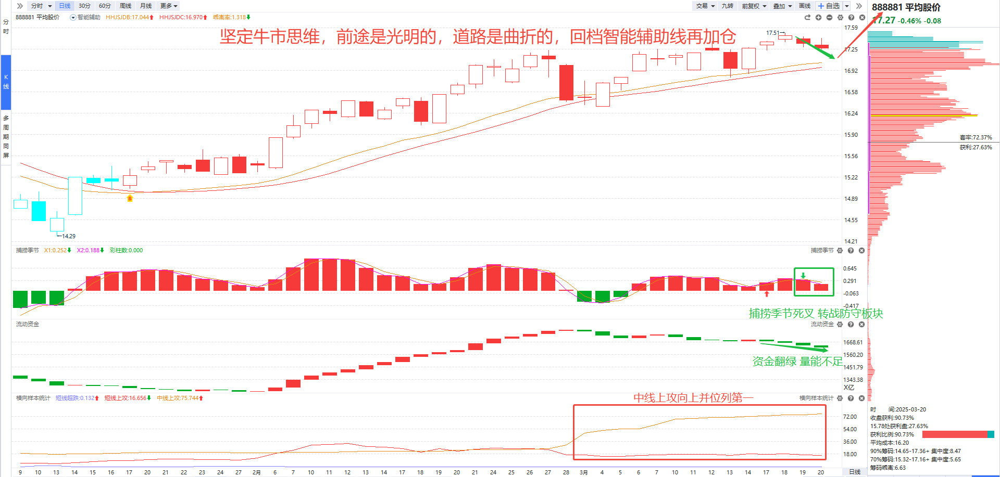 分时 日线 30分 60分 周线 月线 更多 交易 九转 前复权 叠加 画线 自选
888881 平均股价 智能辅助 HHJSJDB:17.044 HHJSJDC:16.970 乖离率:1.318
888881 平均股价
17.27 -0.46% -0.08
坚定牛市思维，前途是光明的，道路是曲折的，回档智能辅助线再加仓
分时
K线
多周期同屏
17.51
14.29
B
17.59
17.25
16.92
16.58
16.24
15.90
15.56
15.22
14.89
14.55
14.21
套牢:72.37%
获利:27.63%
捕捞季节 X1:0.252 X2:0.188 彩柱数:0.000
捕捞季节
0.645
0.291
-0.063
-0.417
捕捞季节死叉 转战防守板块
流动资金
流动资金
1668.61
1560.20
1451.79
1343.38
X亿
资金翻绿 量能不足
横向样本统计 短线超跌:0.132 短线上攻:16.656 中线上攻:75.744
横向样本统计
中线上攻向上并位列第一
72.00
54.00
36.00
18.00
9 10 13 14 15 16 17 20 21 22 23 24 27 2月 6 7 10 11 12 13 14 17 18 19 20 21 24 25 26 27 28 3月 4 5 6 7 10 11 12 13 14 17 18 19 20
日线
时 间:2025-03-20
收盘获利:90.73%
15.78处获利盘:27.63%
获利比例:90.73%
平均成本:16.20
90%筹码:14.65-17.36+ 集中度:8.47
70%筹码:15.32-17.16+ 集中度:5.65
筹码乖离:6.63